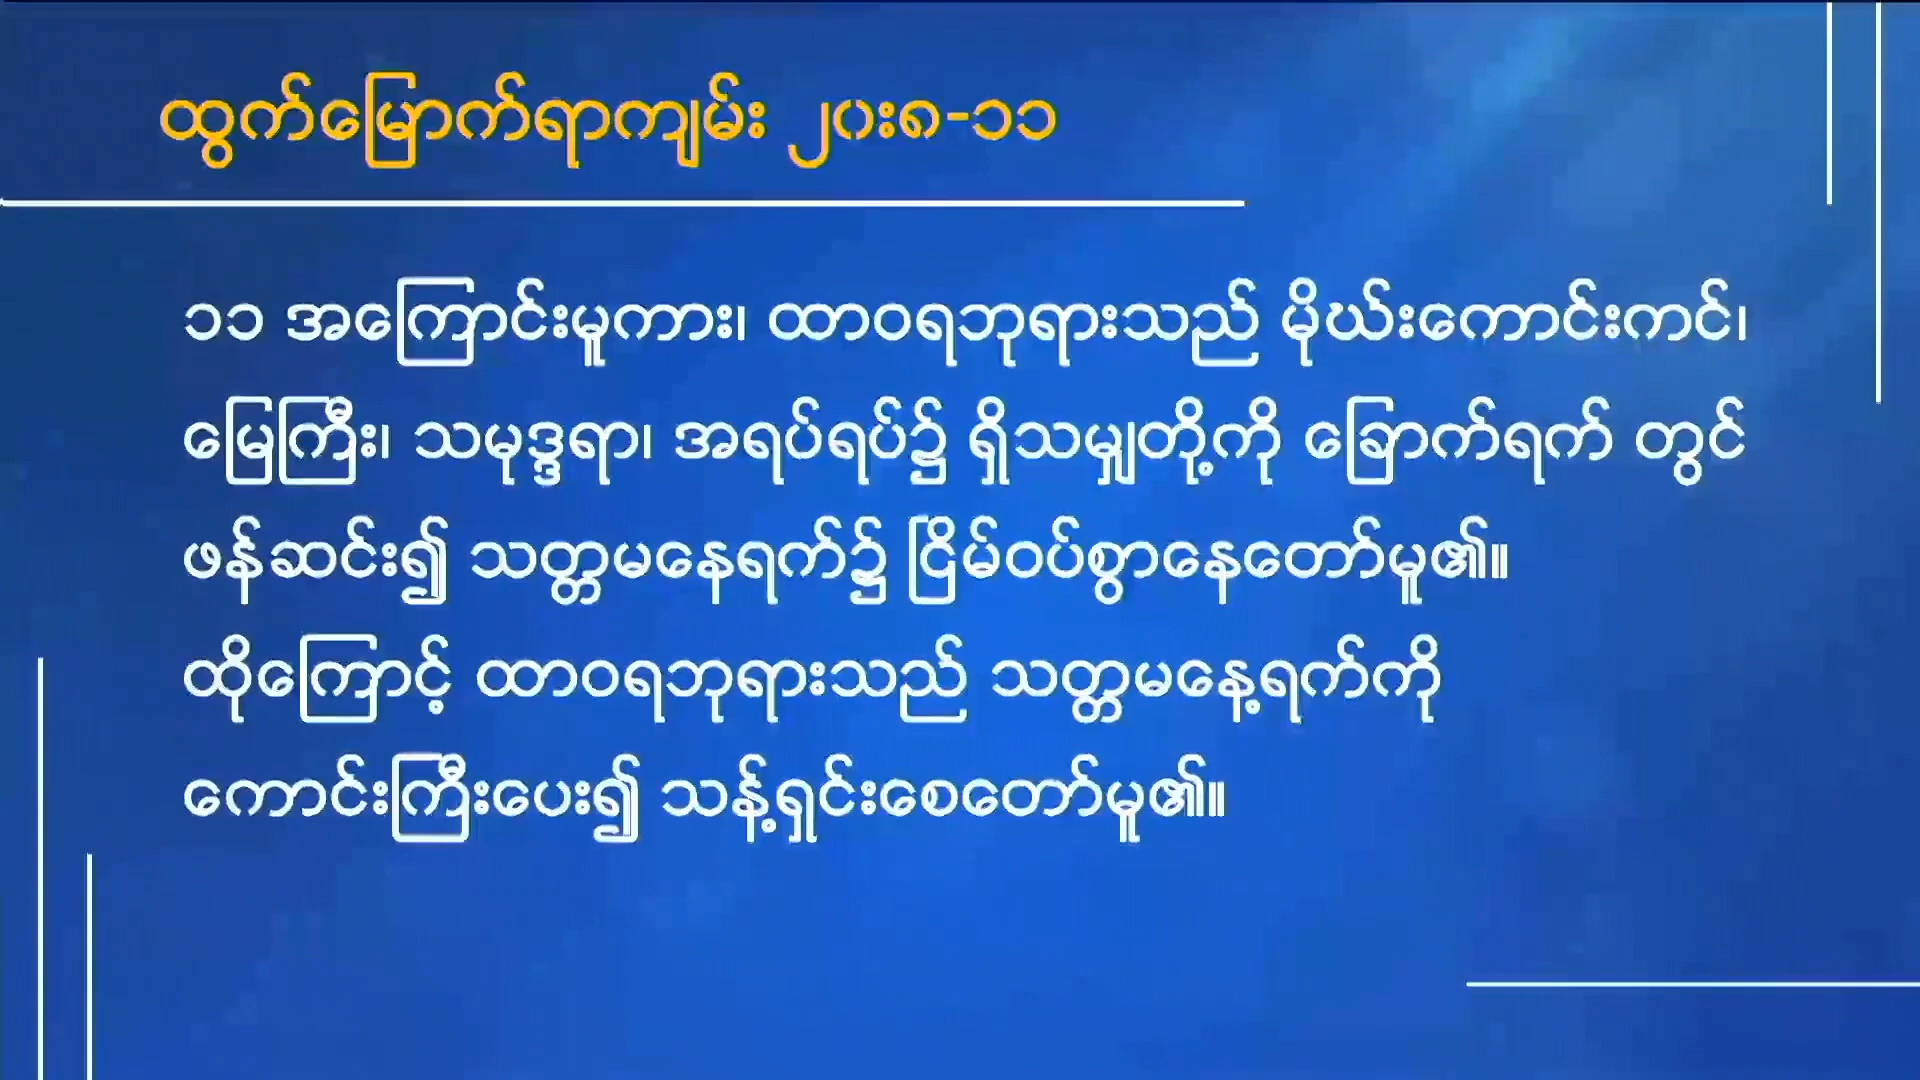 ထွက်မြောက်ရာကျမ်း ၂၀း၈-၁၁
၁၁ အကြောင်းမူကား၊ ထာဝရဘုရားသည် မိုဃ်းကောင်းကင်၊
မြေကြီး၊ သမုဒ္ဒရာ၊ အရပ်ရပ်၌ ရှိသမျှတို့ကို ခြောက်ရက် တွင်
ဖန်ဆင်း၍ သတ္တမနေရက်၌ ငြိမ်ဝပ်စွာနေတော်မူ၏။
ထိုကြောင့် ထာဝရဘုရားသည် သတ္တမနေ့ရက်ကို
ကောင်းကြီးပေး၍ သန့်ရှင်းစေတော်မူ၏။